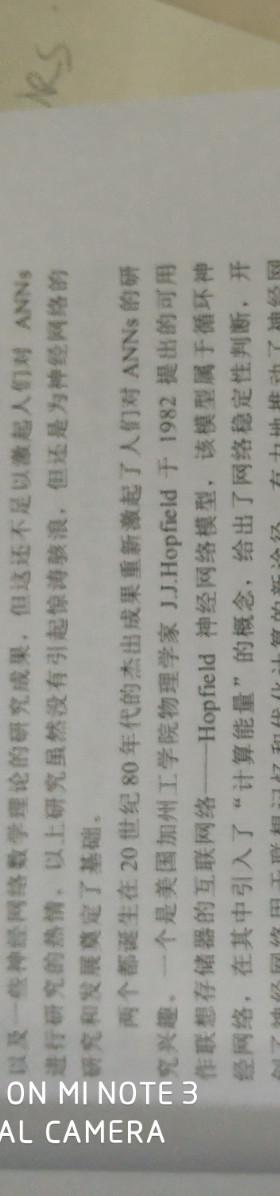 以及一些神经网络数学理论的研究成果，但这还不足以激起人们对 ANNs
进行研究的热情。以上研究虽然没有引起惊涛骇浪，但还是为神经网络的
研究和发展奠定了基础。
两个都诞生在 20 世纪 80 年代的杰出成果重新激起了人们对 ANNs 的研
究兴趣。一个是美国加州工学院物理学家 J.J.Hopfield 于 1982 提出的可用
作联想存储器的互联网络——Hopfield 神经网络模型，该模型属于循环神
经网络，在其中引入了“计算能量”的概念，给出了网络稳定性判断，开
创了神经网络用于联想记忆和优化计算的新途径，有力地推动了神经网
ON MI NOTE 3
AL CAMERA